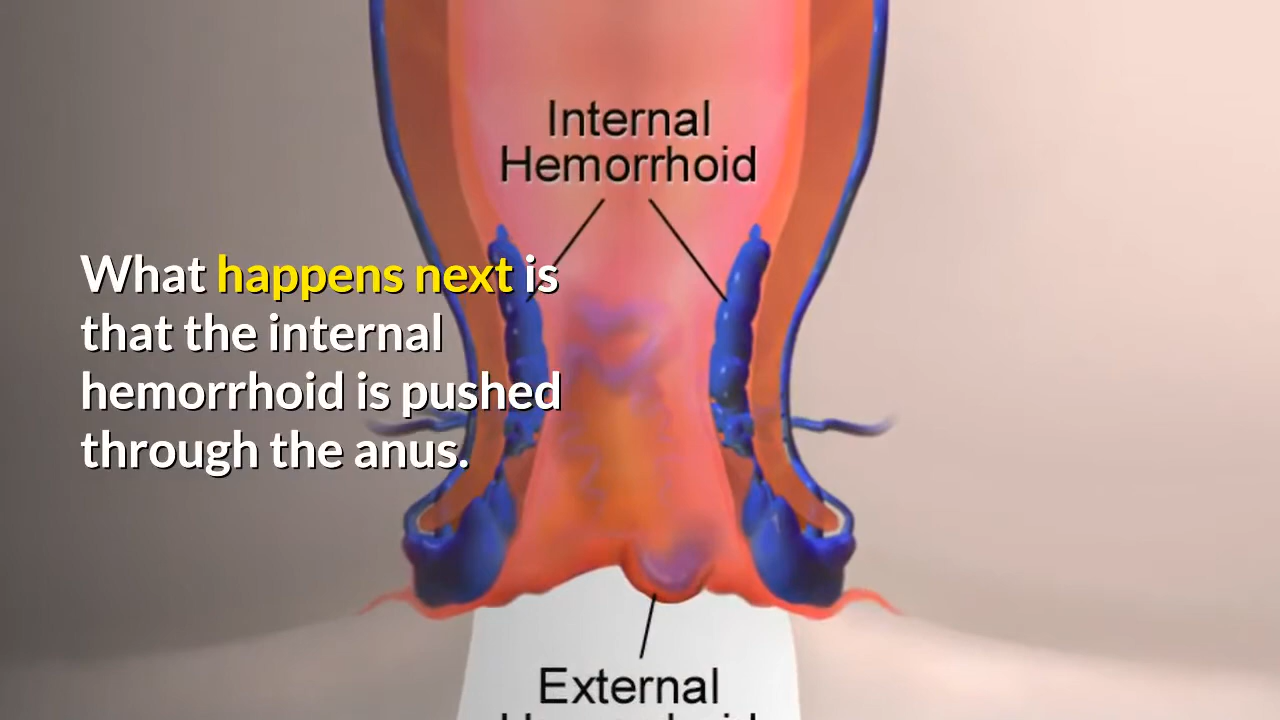 Internal
Hemorrhoid
What happens next is
that the internal
hemorrhoid is pushed
through the anus.
External